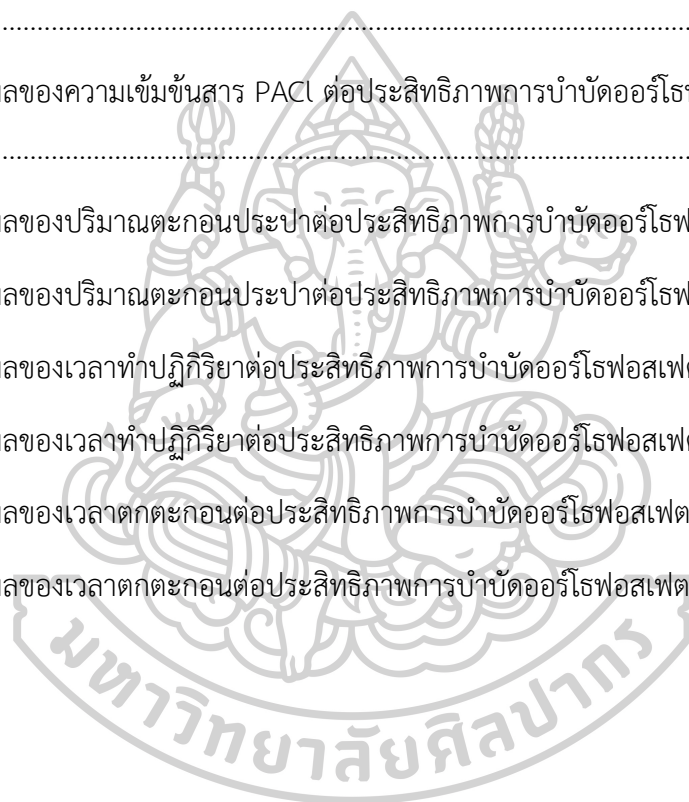 ลของความเข้มข้นสาร PACl ต่อประสิทธิภาพการบำบัดออร์โธ
ลของปริมาณตะกอนประปาต่อประสิทธิภาพการบำบัดออร์โธฟ
ลของปริมาณตะกอนประปาต่อประสิทธิภาพการบำบัดออร์โธฟ
ลของเวลาทำปฏิกิริยาต่อประสิทธิภาพการบำบัดออร์โธฟอสเฟ
ลของเวลาทำปฏิกิริยาต่อประสิทธิภาพการบำบัดออร์โธฟอสเฟ
ลของเวลาตกตะกอนต่อประสิทธิภาพการบำบัดออร์โธฟอสเฟต
ลของเวลาตกตะกอนต่อประสิทธิภาพการบำบัดออร์โธฟอสเฟต
มหาวิทยาลัยศิลปากร